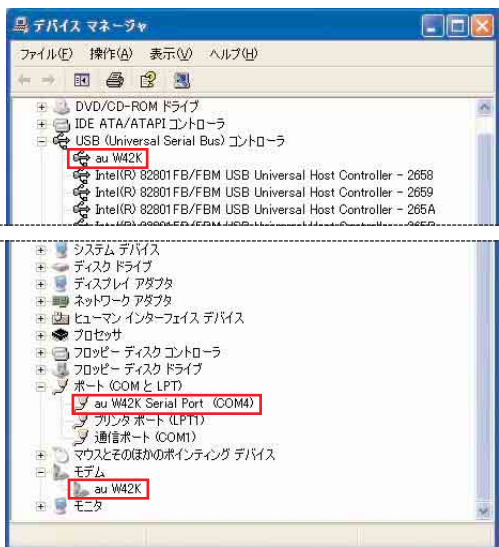 デバイス マネージャ
ファイル(F) 操作(A) 表示(V) ヘルプ(H)
DVD/CD-ROM ドライブ
IDE ATA/ATAPI コントローラ
USB (Universal Serial Bus) コントローラ
au W42K
Intel(R) 82801FB/FBM USB Universal Host Controller - 2658
Intel(R) 82801FB/FBM USB Universal Host Controller - 2659
Intel(R) 82801FB/FBM USB Universal Host Controller - 265A
システム デバイス
ディスク ドライブ
ディスプレイ アダプタ
ネットワーク アダプタ
ヒューマン インターフェイス デバイス
プロセッサ
フロッピー ディスク コントローラ
フロッピー ディスク ドライブ
ポート (COM と LPT)
au W42K Serial Port (COM4)
プリンタ ポート (LPT1)
通信ポート (COM1)
マウスとそのほかのポインティング デバイス
モデム
au W42K
モニタ